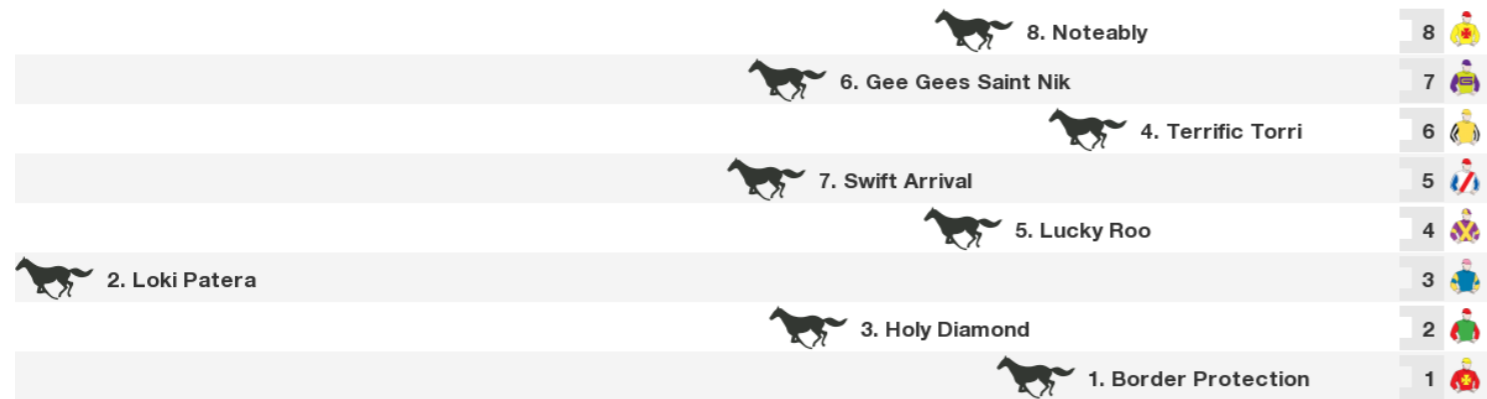 8. Noteably 8
6. Gee Gees Saint Nik 7
4. Terrific Torri 6
7. Swift Arrival 5
5. Lucky Roo 4
2. Loki Patera 3
3. Holy Diamond 2
1. Border Protection 1